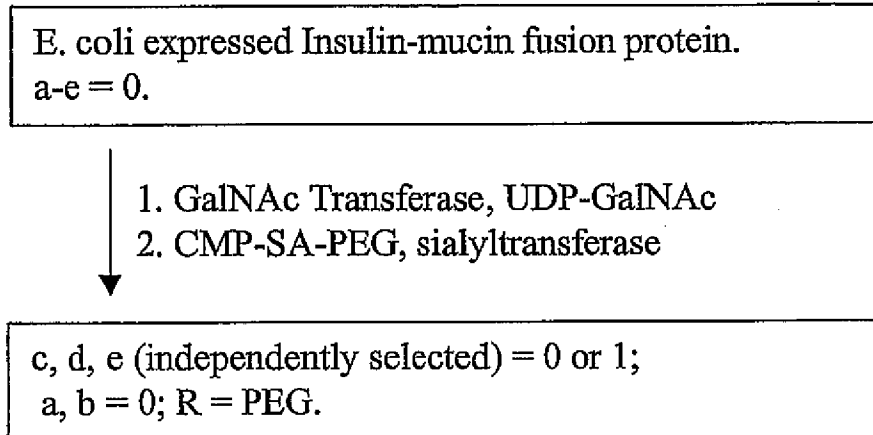 E. coli expressed Insulin-mucin fusion protein.
a-e = 0.
1. GalNAc Transferase, UDP-GalNAc
2. CMP-SA-PEG, sialyltransferase
c, d, e (independently selected) = 0 or 1;
a, b = 0; R = PEG.